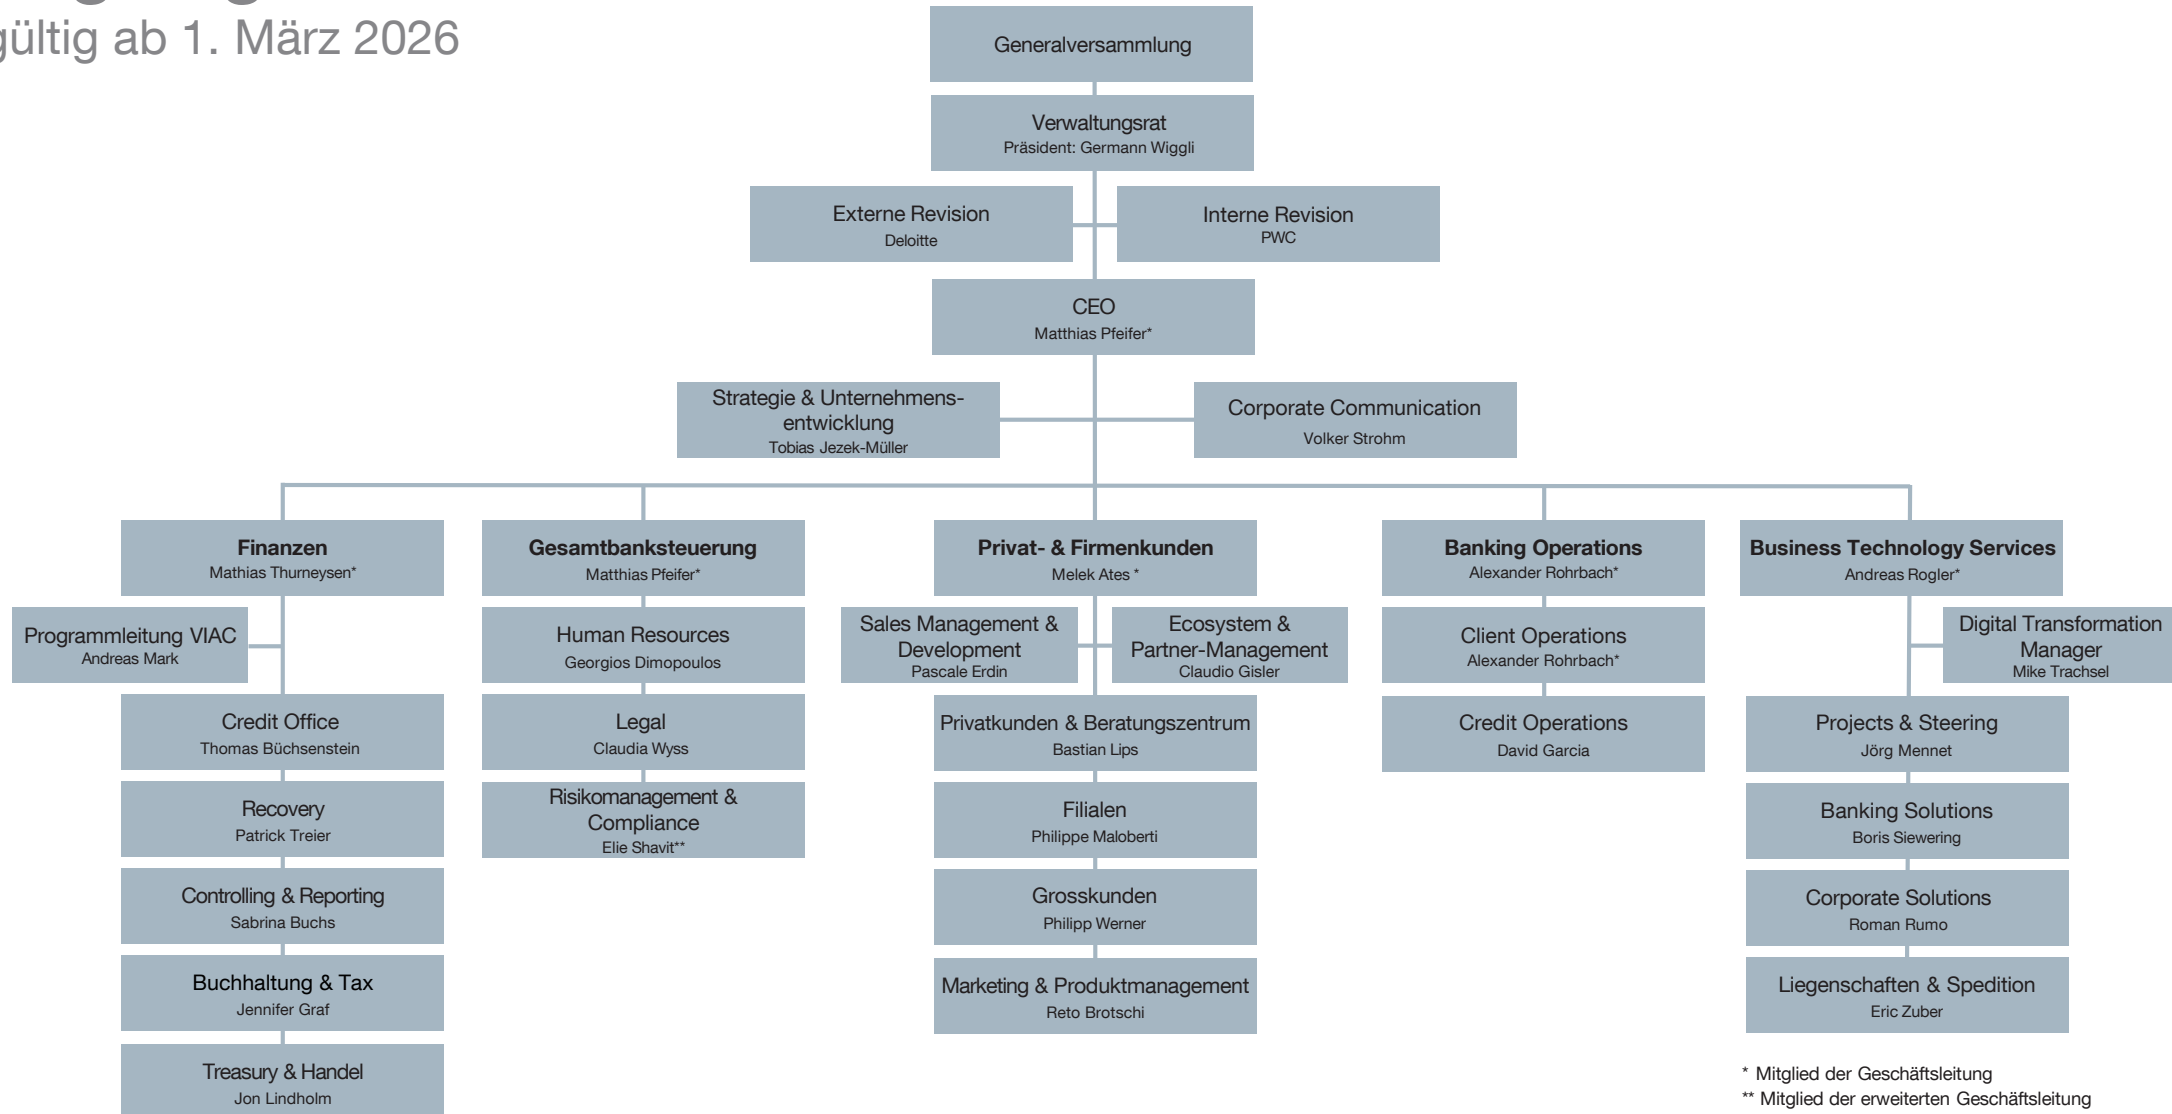 gültig ab 1. März 2026
Generalversammlung
Verwaltungsrat
Präsident: Germann Wiggli
Externe Revision
Deloitte
Interne Revision
PWC
CEO
Matthias Pfeifer*
Strategie & Unternehmens-
entwicklung
Tobias Jezek-Müller
Corporate Communication
Volker Strohm
Finanzen
Mathias Thurneysen*
Programmleitung VIAC
Andreas Mark
Credit Office
Thomas Büchsenstein
Recovery
Patrick Treier
Controlling & Reporting
Sabrina Buchs
Buchhaltung & Tax
Jennifer Graf
Treasury & Handel
Jon Lindholm
Gesamtbanksteuerung
Matthias Pfeifer*
Human Resources
Georgios Dimopoulos
Legal
Claudia Wyss
Risikomanagement &
Compliance
Elie Shavit**
Privat- & Firmenkunden
Melek Ates *
Sales Management &
Development
Pascale Erdin
Ecosystem &
Partner-Management
Claudio Gisler
Privatkunden & Beratungszentrum
Bastian Lips
Filialen
Philippe Maloberti
Grosskunden
Philipp Werner
Marketing & Produktmanagement
Reto Brotschi
Banking Operations
Alexander Rohrbach*
Client Operations
Alexander Rohrbach*
Credit Operations
David Garcia
Business Technology Services
Andreas Rogler*
Digital Transformation
Manager
Mike Trachsel
Projects & Steering
Jörg Mennet
Banking Solutions
Boris Siewering
Corporate Solutions
Roman Rumo
Liegenschaften & Spedition
Eric Zuber
* Mitglied der Geschäftsleitung
** Mitglied der erweiterten Geschäftsleitung